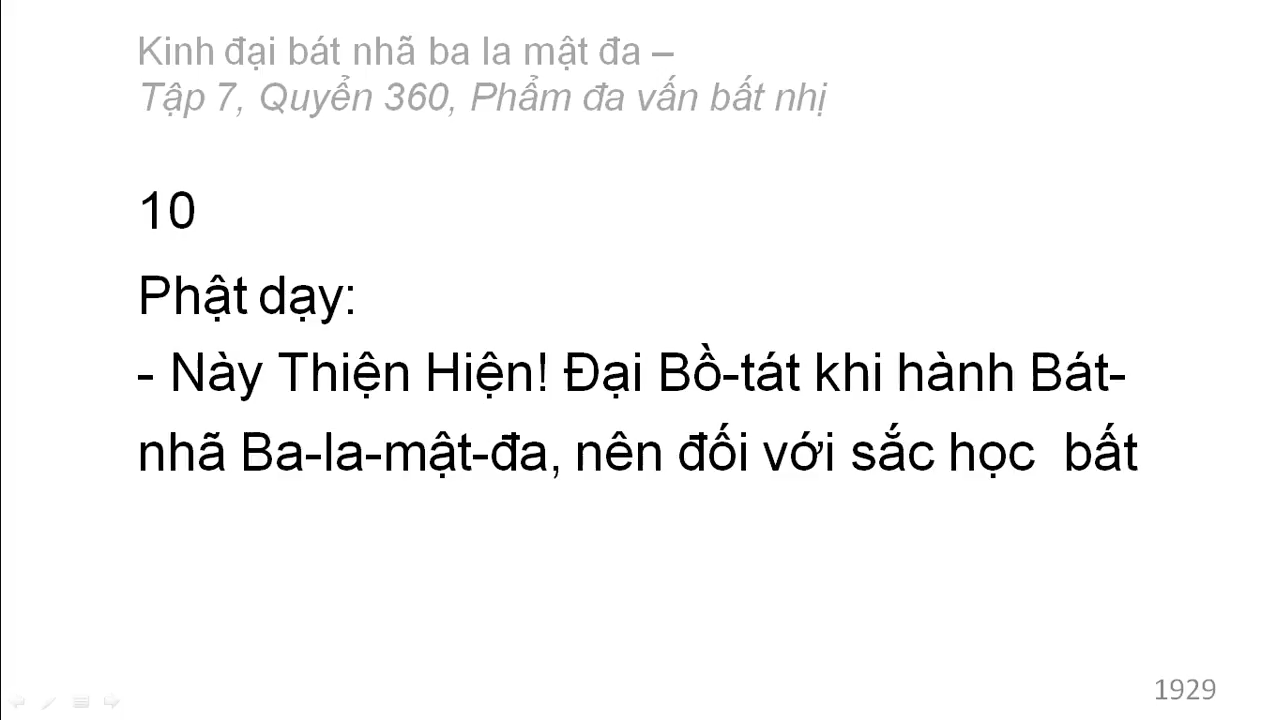 Kinh đại bát nhã ba la mật đa –
Tập 7, Quyển 360, Phẩm đa vấn bất nhị
10
Phật dạy:
- Này Thiện Hiện! Đại Bồ-tát khi hành Bát-
nhã Ba-la-mật-đa, nên đối với sắc học  bất
1929